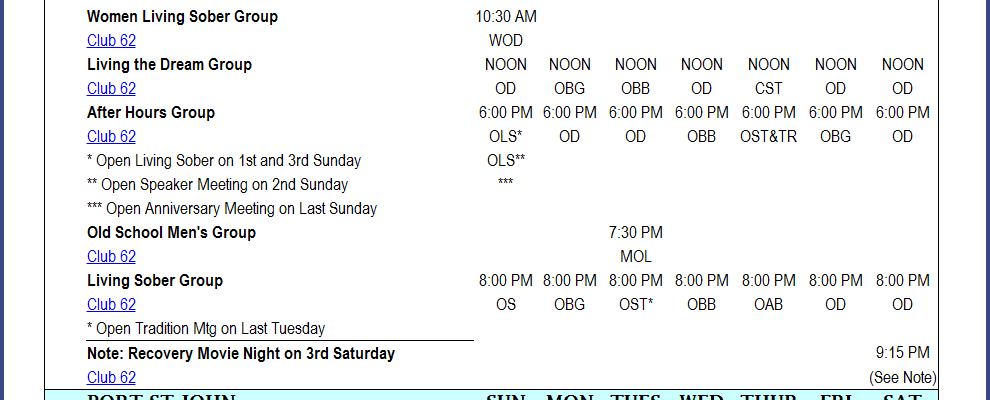 Women Living Sober Group 10:30 AM
Club 62 WOD
Living the Dream Group NOON NOON NOON NOON NOON NOON NOON
Club 62 OD OBG OBB OD CST OD OD
After Hours Group 6:00 PM 6:00 PM 6:00 PM 6:00 PM 6:00 PM 6:00 PM 6:00 PM
Club 62 OLS* OD OD OBB OST&TR OBG OD
* Open Living Sober on 1st and 3rd Sunday OLS**
** Open Speaker Meeting on 2nd Sunday ***
*** Open Anniversary Meeting on Last Sunday
Old School Men's Group 7:30 PM
Club 62 MOL
Living Sober Group 8:00 PM 8:00 PM 8:00 PM 8:00 PM 8:00 PM 8:00 PM 8:00 PM
Club 62 OS OBG OST* OBB OAB OD OD
* Open Tradition Mtg on Last Tuesday
Note: Recovery Movie Night on 3rd Saturday 9:15 PM
Club 62 (See Note)
PORT ST JOHN SUN MON TUES WED THUR FRI SAT